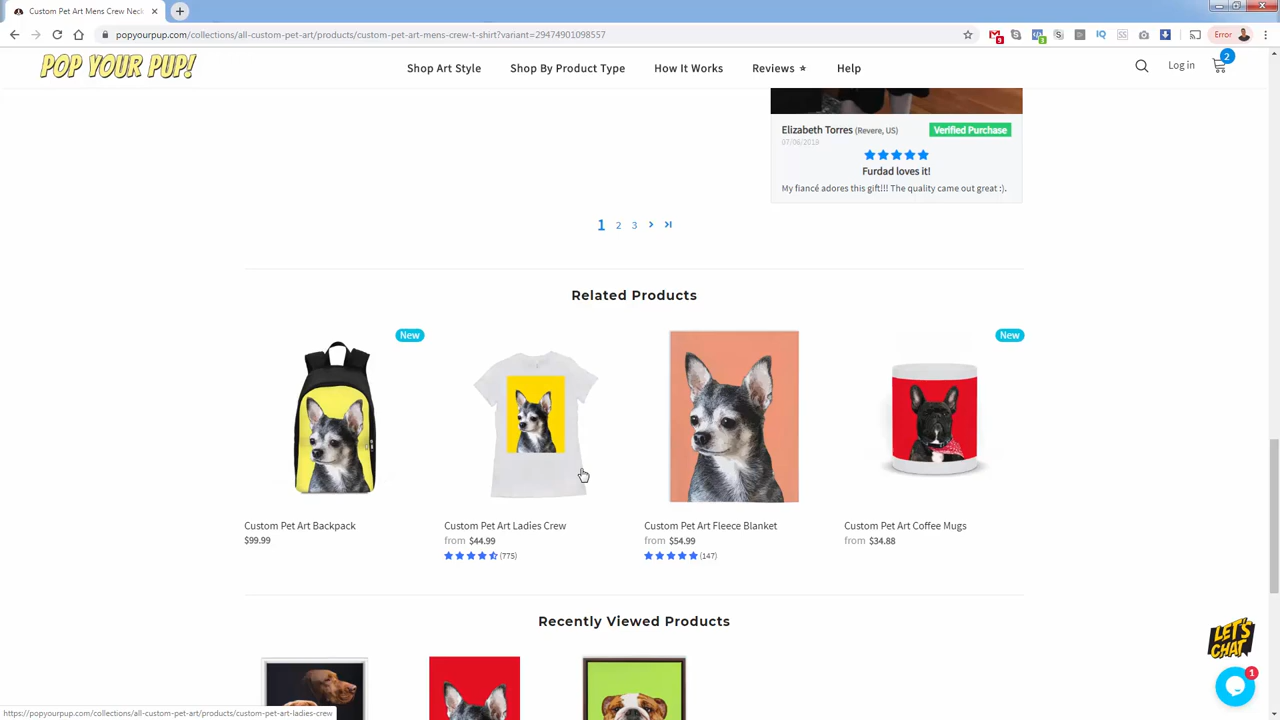 Custom Pet Art Mens Crew Neck
popyourpup.com/collections/all-custom-pet-art/products/custom-pet-art-mens-crew-t-shirt?variant=29474901098557
Error
POP YOUR PUP!
Shop Art Style
Shop By Product Type
How It Works
Reviews ★
Help
Log in
2
Elizabeth Torres (Revere, US)
Verified Purchase
07/06/2019
Furdad loves it!
My fiancé adores this gift!!! The quality came out great :).
1 2 3
Related Products
New
New
Custom Pet Art Backpack
$99.99
Custom Pet Art Ladies Crew
from $44.99
(775)
Custom Pet Art Fleece Blanket
from $54.99
(147)
Custom Pet Art Coffee Mugs
from $34.88
Recently Viewed Products
LET'S CHAT
1
https://popyourpup.com/collections/all-custom-pet-art/products/custom-pet-art-ladies-crew